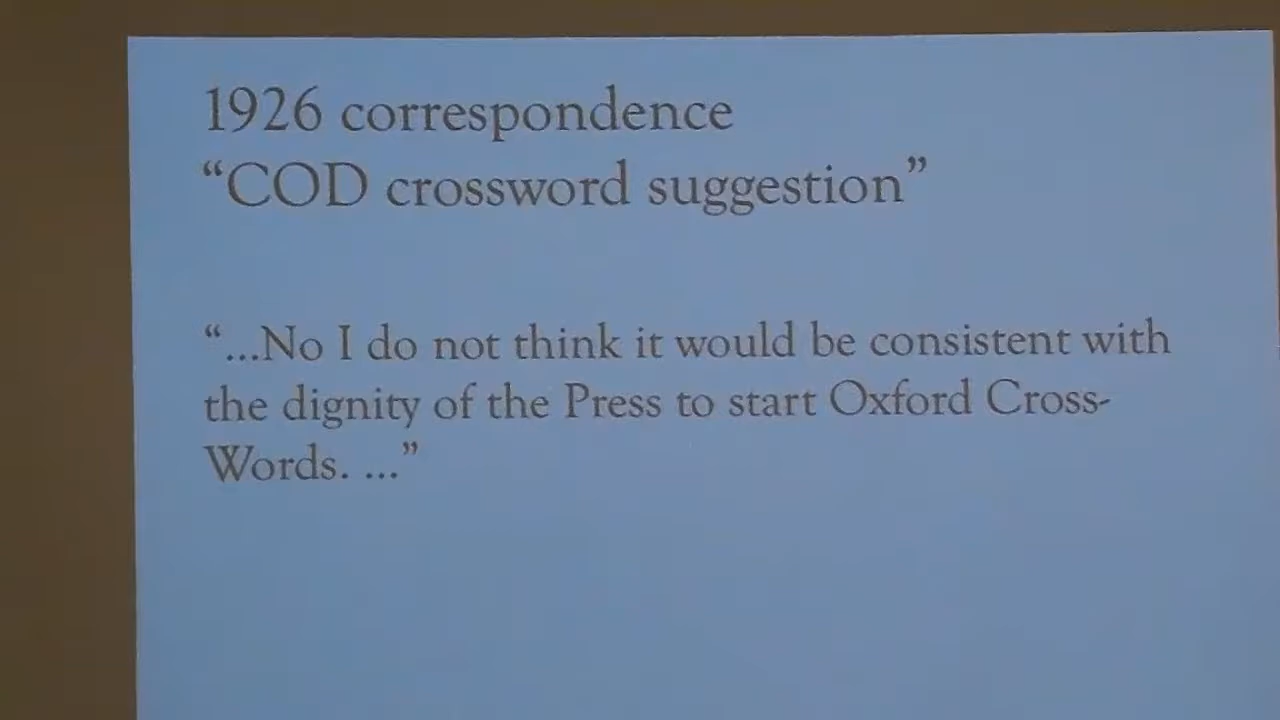 1926 correspondence
“COD crossword suggestion”
“...No I do not think it would be consistent with
the dignity of the Press to start Oxford Cross-
Words. ...”